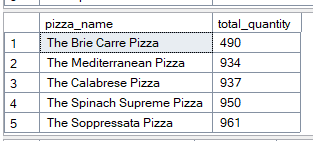 pizza_name total_quantity
1 The Brie Carre Pizza 490
2 The Mediterranean Pizza 934
3 The Calabrese Pizza 937
4 The Spinach Supreme Pizza 950
5 The Soppressata Pizza 961